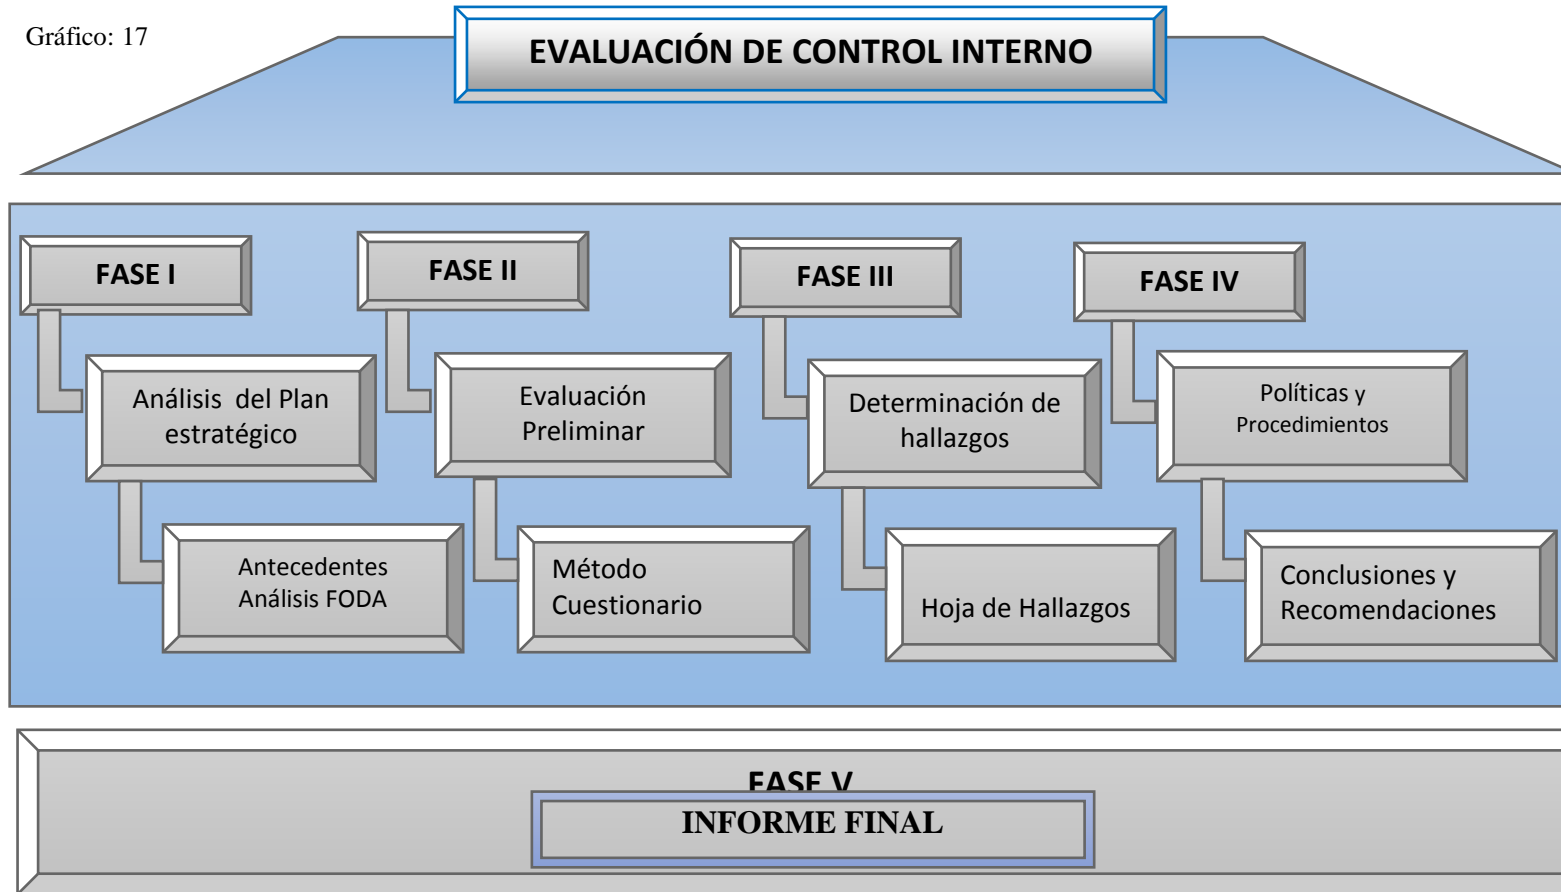 Gráfico: 17
EVALUACIÓN DE CONTROL INTERNO
FASE I
Análisis del Plan
estratégico
Antecedentes
Análisis FODA
FASE II
Evaluación
Preliminar
Método
Cuestionario
FASE III
Determinación de
hallazgos
Hoja de Hallazgos
FASE IV
Políticas y
Procedimientos
Conclusiones y
Recomendaciones
FASE V
INFORME FINAL